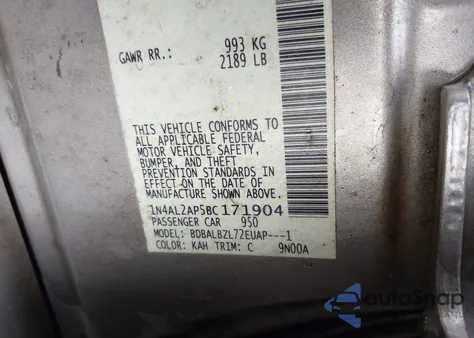 GAWR RR.: 993 KG
2189 LB
THIS VEHICLE CONFORMS TO
ALL APPLICABLE FEDERAL
MOTOR VEHICLE SAFETY,
BUMPER, AND THEFT
PREVENTION STANDARDS IN
EFFECT ON THE DATE OF
MANUFACTURE SHOWN ABOVE.
1N4AL2AP5BC171904
PASSENGER CAR 950
MODEL: BDBALBZL72EUAP---1
COLOR: KAH TRIM: C 9N00A
AutoSnap